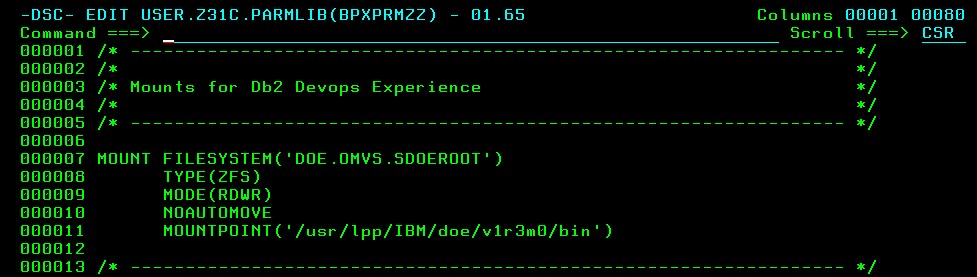 -DSC- EDIT USER.Z31C.PARMLIB(BPXPRMZZ) - 01.65 Columns 00001 00080
Command ===> Scroll ===> CSR
000001 /* ----------------------------------------------------------------- */
000002 /* */
000003 /* Mounts for Db2 Devops Experience */
000004 /* */
000005 /* ----------------------------------------------------------------- */
000006
000007 MOUNT FILESYSTEM('DOE.OMVS.SDOEROOT')
000008 TYPE(ZFS)
000009 MODE(RDWR)
000010 NOAUTOMOVE
000011 MOUNTPOINT('/usr/lpp/IBM/doe/v1r3m0/bin')
000012
000013 /* ----------------------------------------------------------------- */